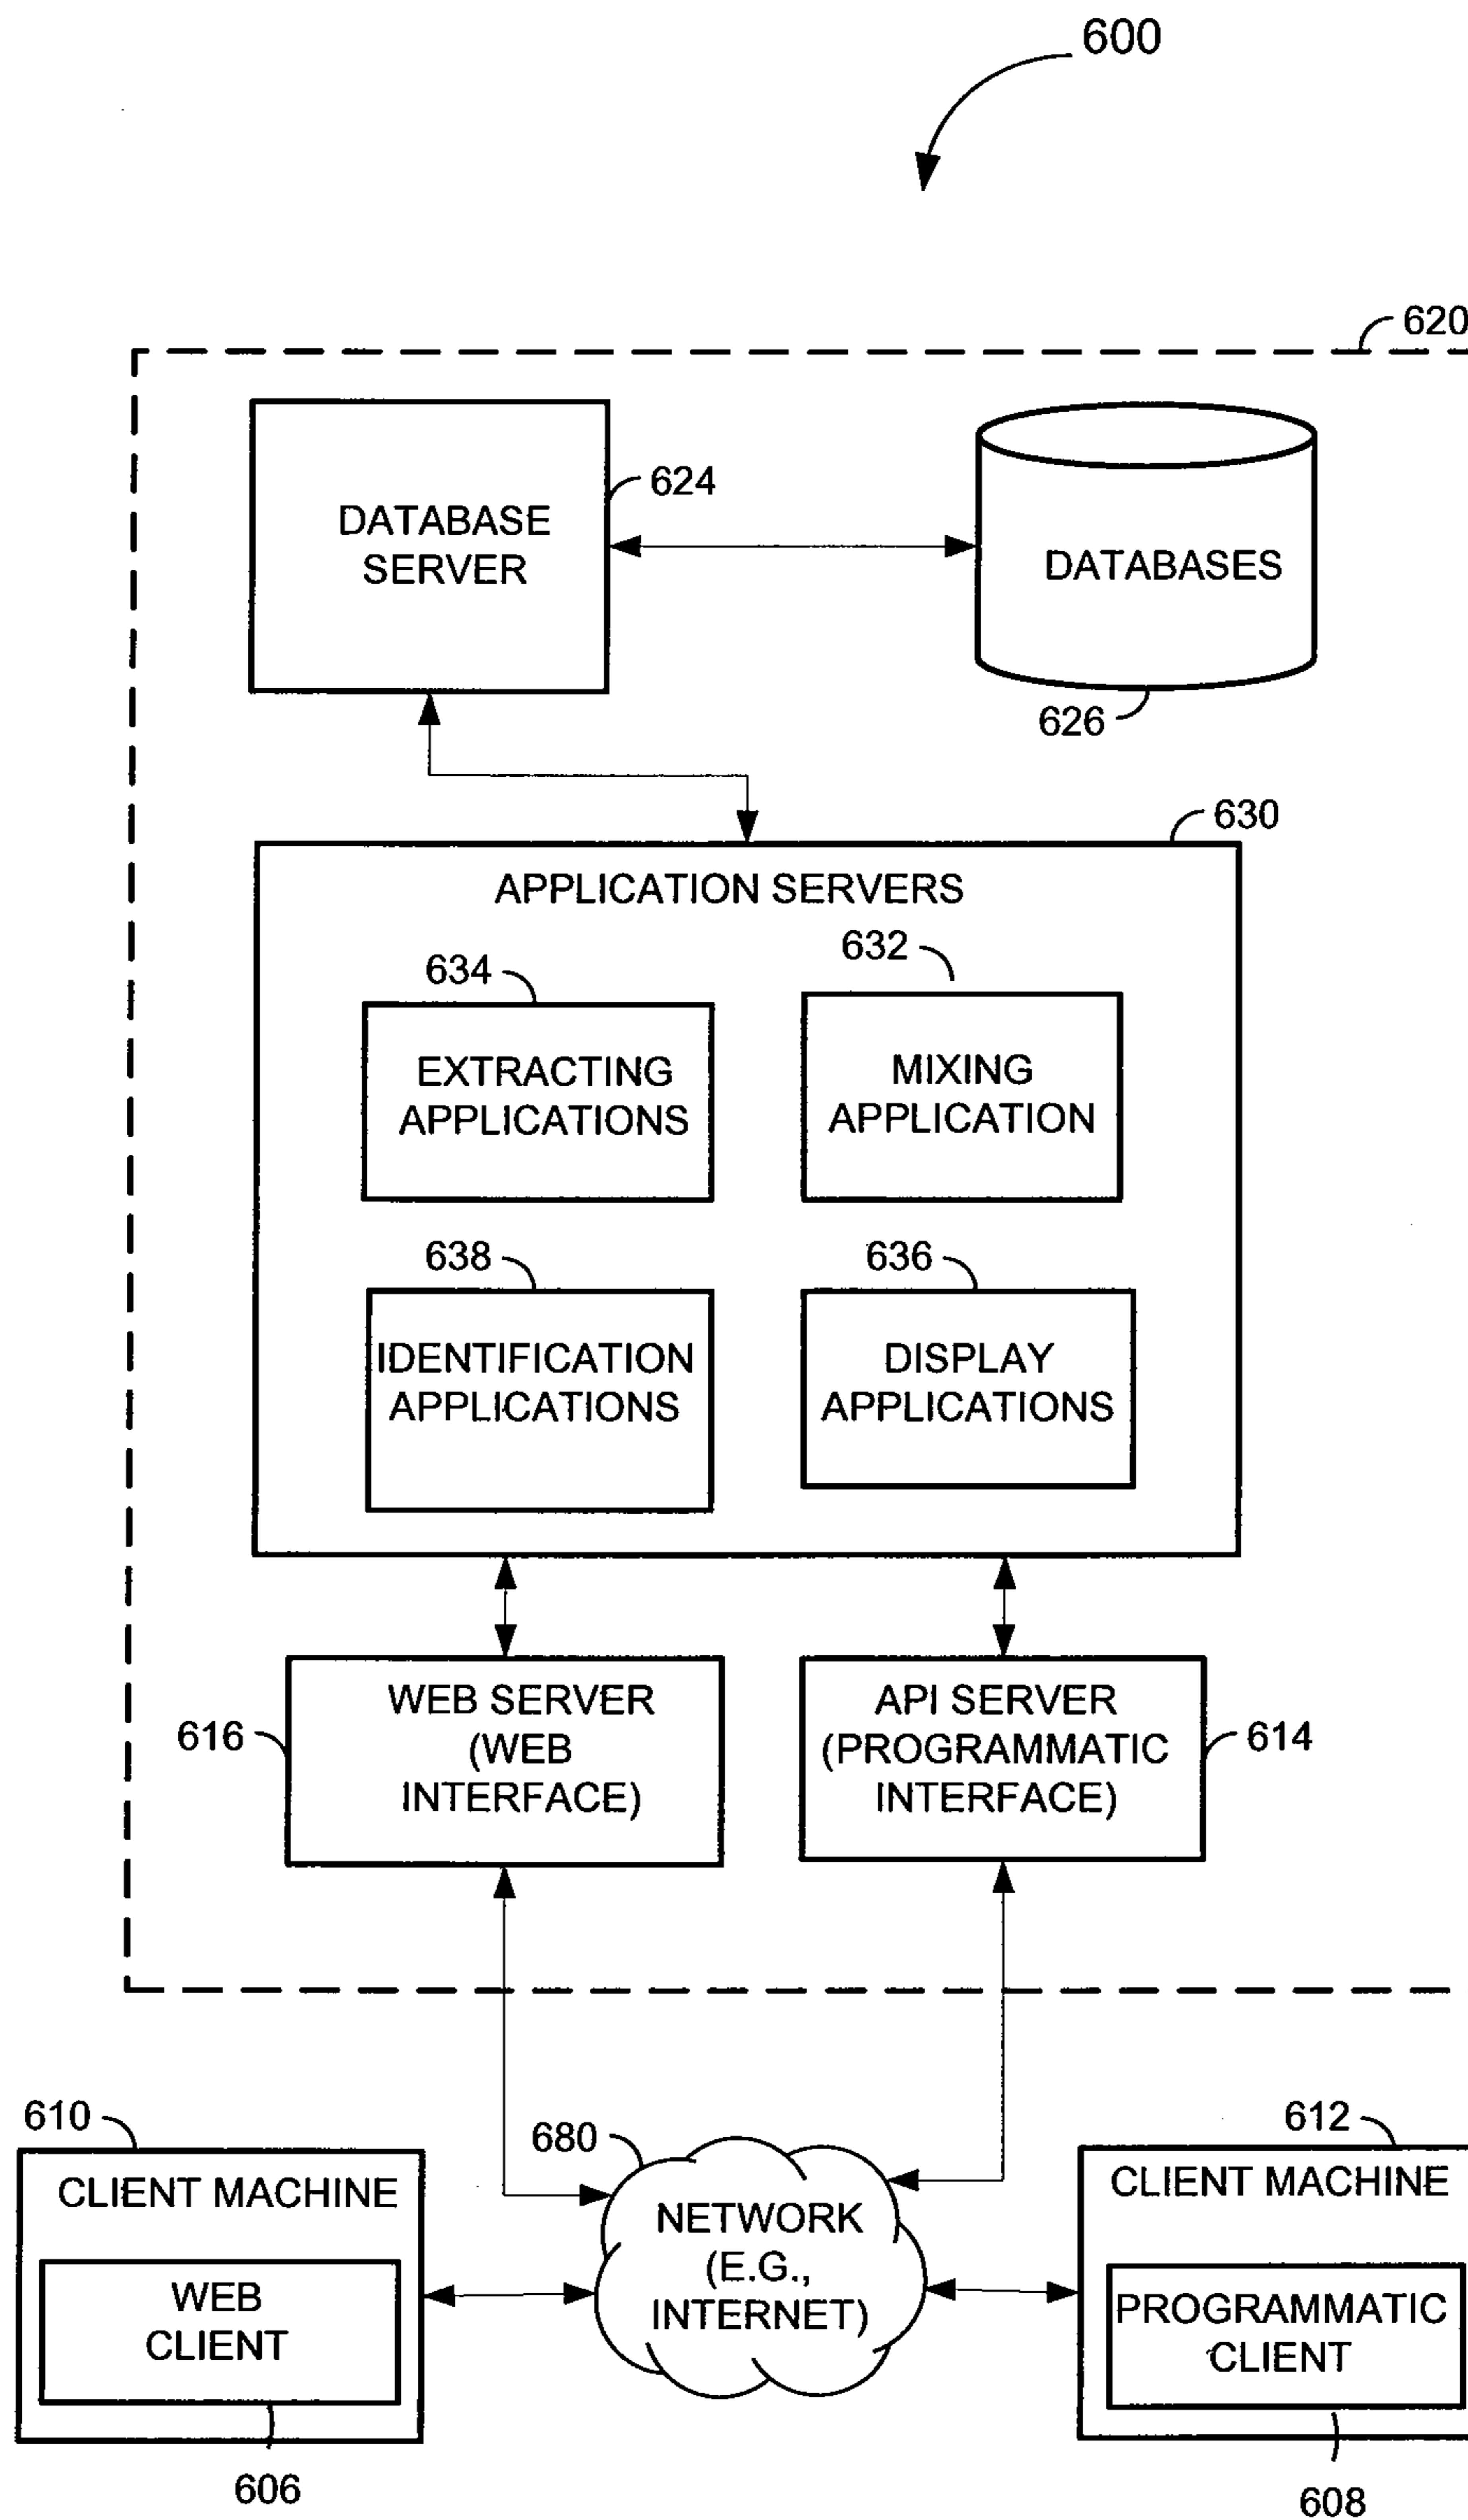 600
620
DATABASE
SERVER
624
DATABASES
626
630
APPLICATION SERVERS
634
632
EXTRACTING
APPLICATIONS
MIXING
APPLICATION
638
636
IDENTIFICATION
APPLICATIONS
DISPLAY
APPLICATIONS
616
WEB SERVER
(WEB
INTERFACE)
API SERVER
(PROGRAMMATIC
INTERFACE)
614
610
CLIENT MACHINE
WEB
CLIENT
606
680
NETWORK
(E.G.,
INTERNET)
612
CLIENT MACHINE
PROGRAMMATIC
CLIENT
608